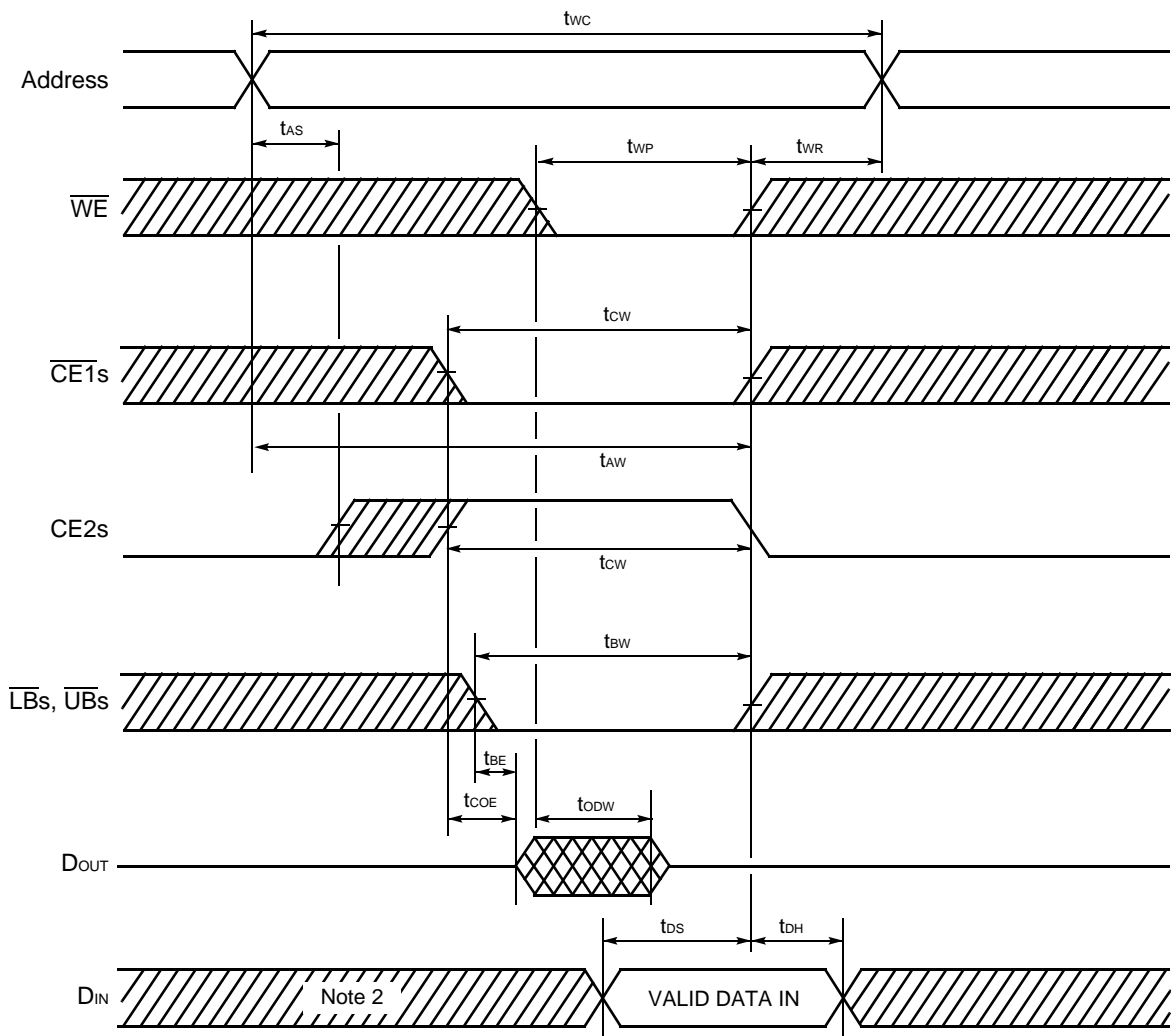 tWC
Address
tAS
tWP
tWR
WE
tCW
CE1s
tAW
CE2s
tCW
tBW
LBs, UBs
tBE
tCOE
tODW
DOUT
tDS
tDH
DIN
Note 2
VALID DATA IN